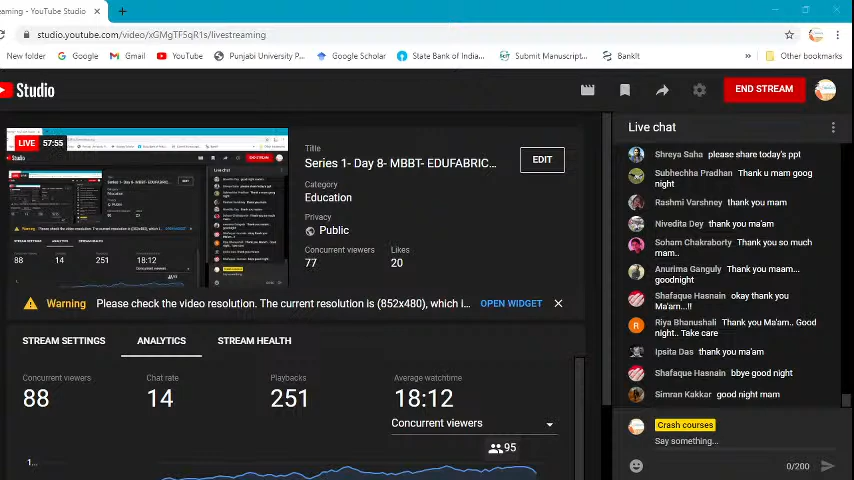 eaming - YouTube Studio
studio.youtube.com/video/xGMgTF5qR1s/livestreaming
New folder Google Gmail YouTube Punjabi University P... Google Scholar State Bank of Indi... Submit Manuscript... BankIt » Other bookmarks
Studio
END STREAM
LIVE 57:55
Title
Series 1- Day 8- MBBT- EDUFABRIC...
EDIT
Category
Education
Privacy
Public
Concurrent viewers Likes
77 20
Warning Please check the video resolution. The current resolution is (852x480), which i... OPEN WIDGET
STREAM SETTINGS ANALYTICS STREAM HEALTH
Concurrent viewers Chat rate Playbacks Average watchtime
88 14 251 18:12
Concurrent viewers
95
1...
Live chat
Shreya Saha please share today's ppt
Subhechha Pradhan Thank u mam goog
night
Rashmi Varshney thank you mam
Nivedita Dey thank you ma'am
Soham Chakraborty Thank you so much
mam..
Anurima Ganguly Thank you maam...
goodnight
Shafaque Hasnain okay thank you
Ma'am...!!
Riya Bhanushali Thank you Ma'am.. Good
night.. Take care
Ipsita Das thank you ma'am
Shafaque Hasnain bbye good night
Simran Kakkar good night mam
Crash courses
Say something...
0/200